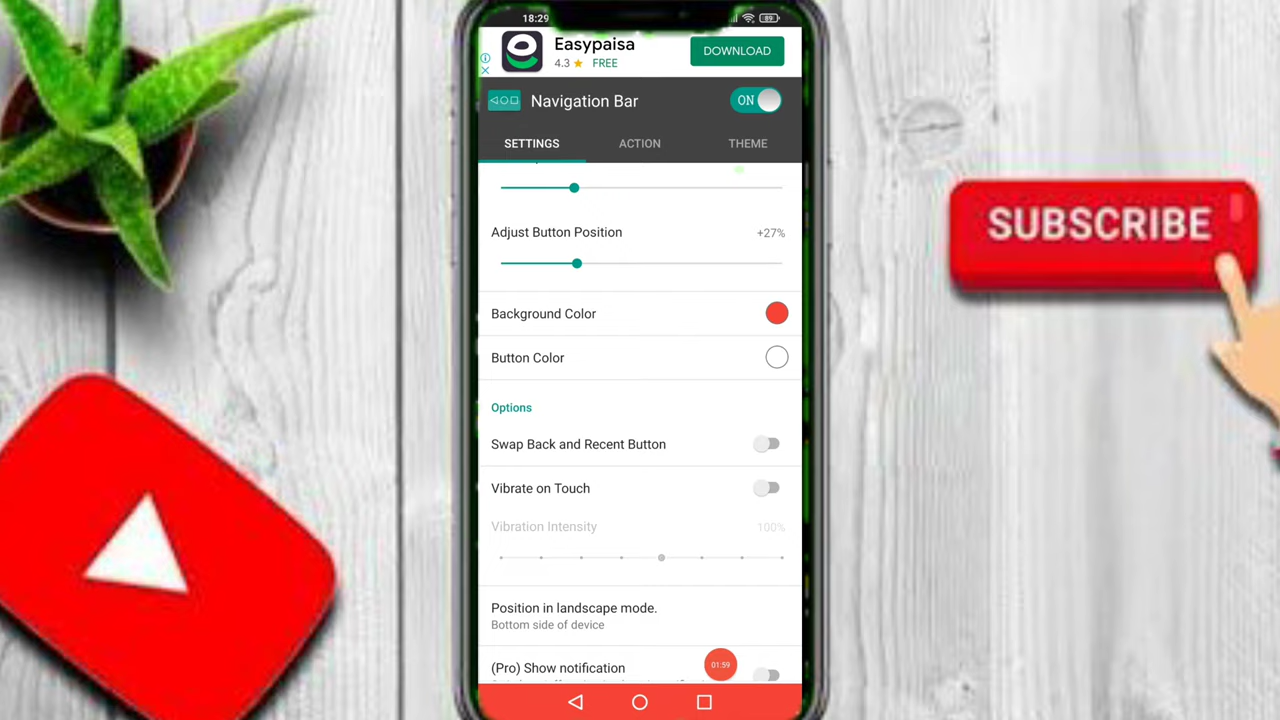 18:29
89
Easypaisa
4.3 ★ FREE
DOWNLOAD
Navigation Bar
ON
SETTINGS
ACTION
THEME
Adjust Button Position
+27%
Background Color
Button Color
Options
Swap Back and Recent Button
Vibrate on Touch
Vibration Intensity
100%
Position in landscape mode.
Bottom side of device
(Pro) Show notification
01:59
SUBSCRIBE